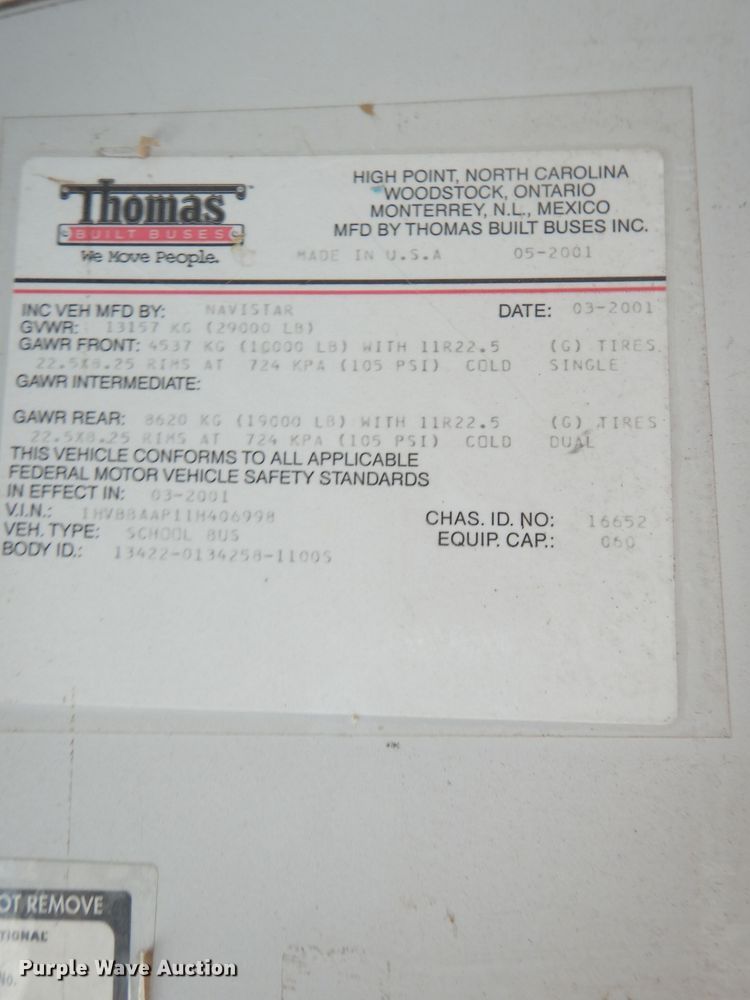 Thomas
BUILT BUSES
We Move People.
HIGH POINT, NORTH CAROLINA
WOODSTOCK, ONTARIO
MONTERREY, N.L., MEXICO
MFD BY THOMAS BUILT BUSES INC.
MADE IN U.S.A 05-2001
INC VEH MFD BY: NAVISTAR DATE: 03-2001
GVWR: 13157 KG (29000 LB)
GAWR FRONT: 4537 KG (10000 LB) WITH 11R22.5 (G) TIRES
22.5X8.25 RIMS AT 724 KPA (105 PSI) COLD SINGLE
GAWR INTERMEDIATE:
GAWR REAR: 8620 KG (19000 LB) WITH 11R22.5 (G) TIRES
22.5X8.25 RIMS AT 724 KPA (105 PSI) COLD DUAL
THIS VEHICLE CONFORMS TO ALL APPLICABLE
FEDERAL MOTOR VEHICLE SAFETY STANDARDS
IN EFFECT IN: 03-2001
V.I.N.: 1HVBBAAP11H406998 CHAS. ID. NO: 16652
VEH. TYPE: SCHOOL BUS EQUIP. CAP.: 060
BODY ID.: 13422-0134258-11005
OT REMOVE
TIONAL
No.
Purple Wave Auction